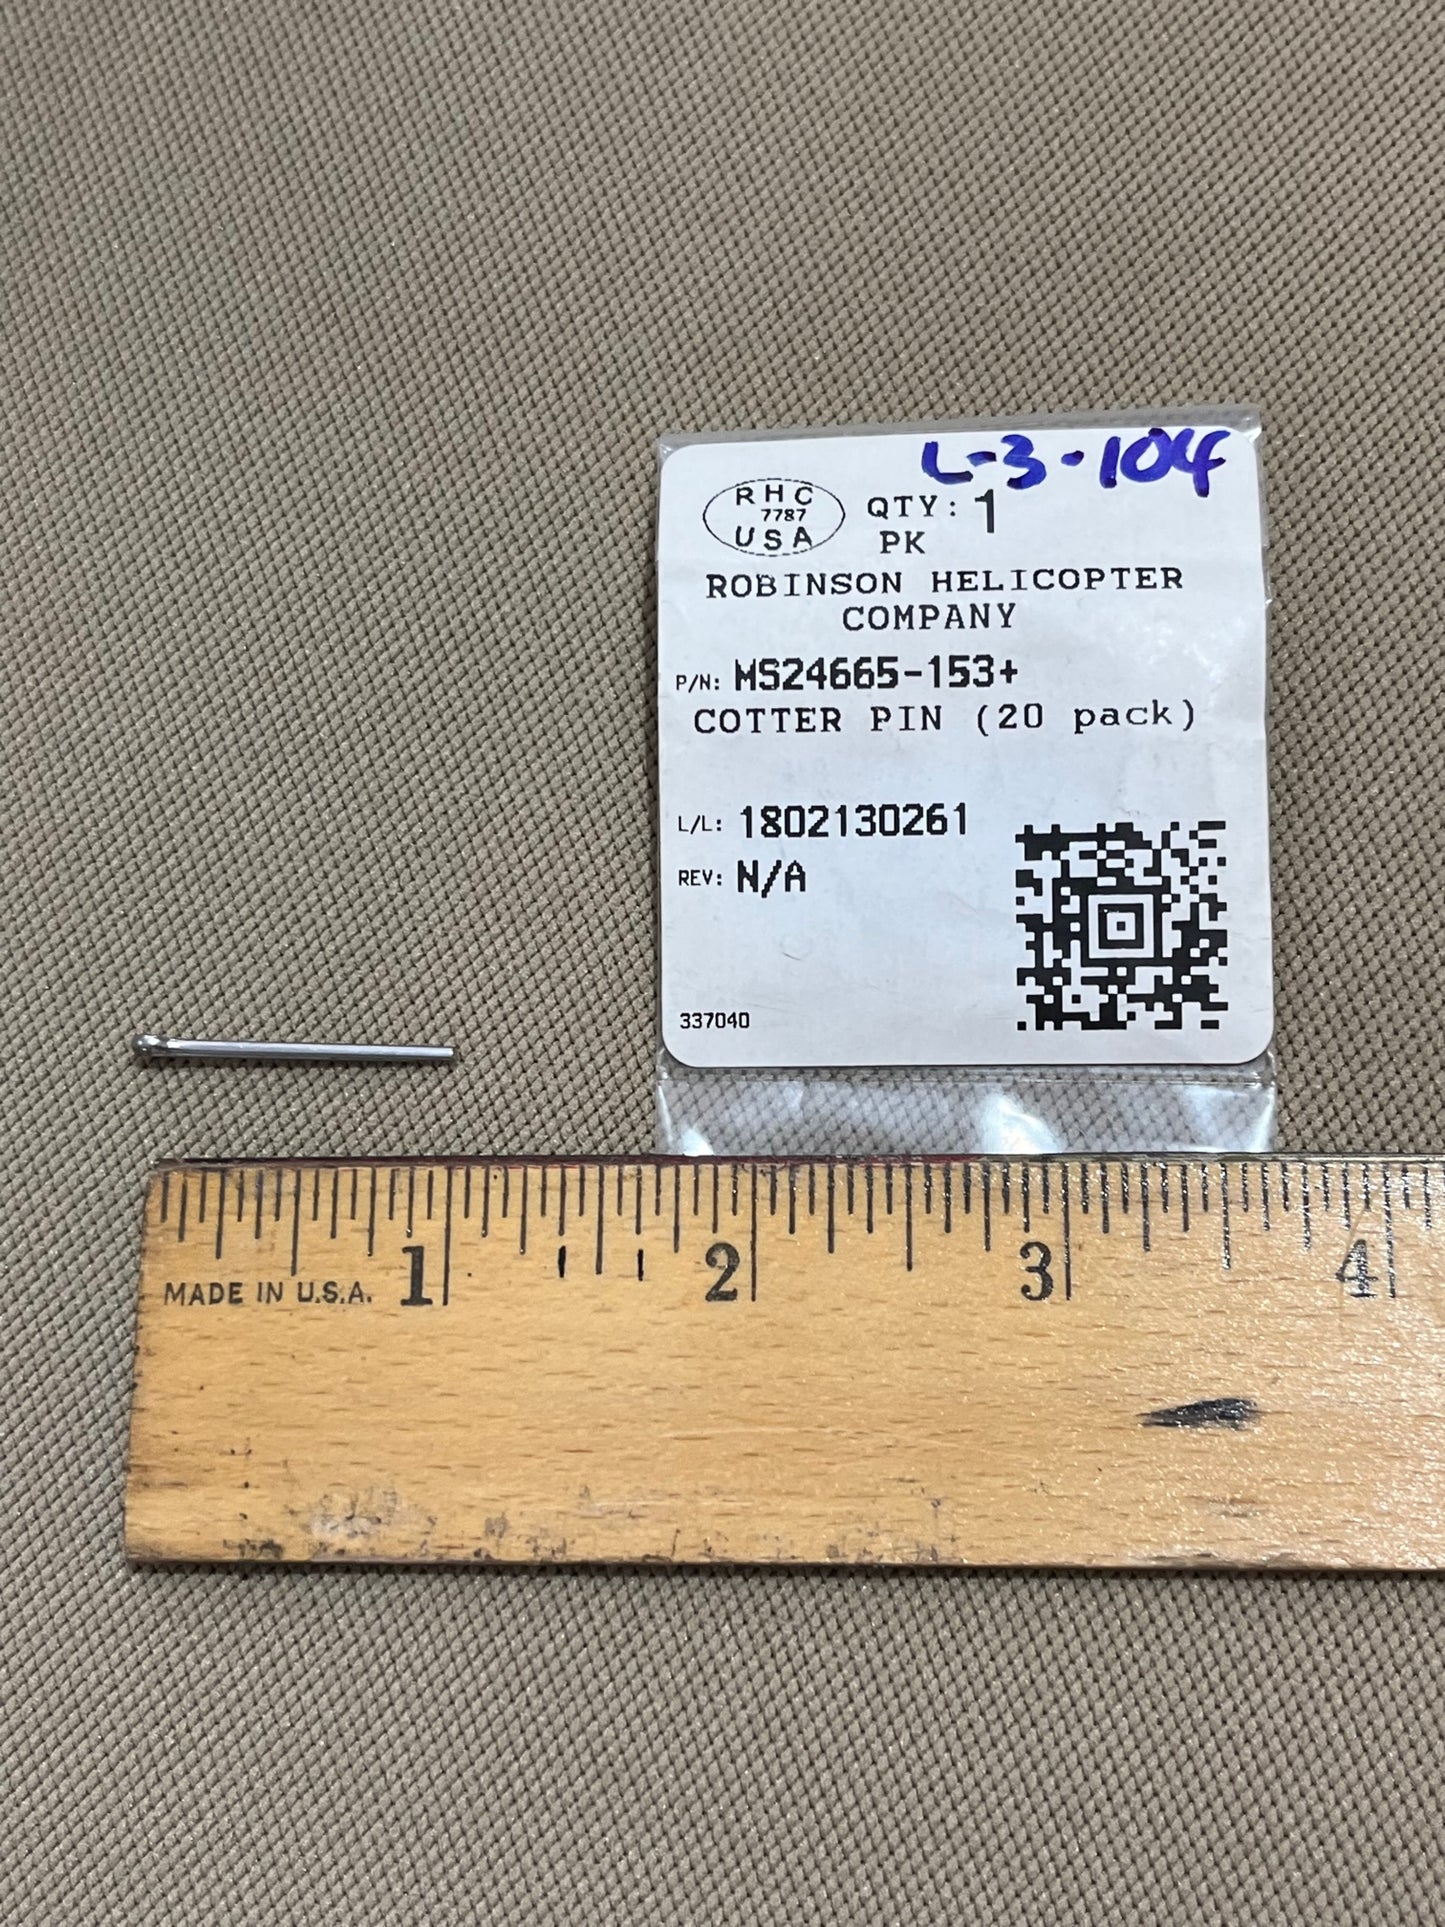 L-3-104
RHC
7787
USA
QTY: 1
PK
ROBINSON HELICOPTER
COMPANY
P/N: MS24665-153+
COTTER PIN (20 pack)
L/L: 1802130261
REV: N/A
337040
1 2 3 4
MADE IN U.S.A.